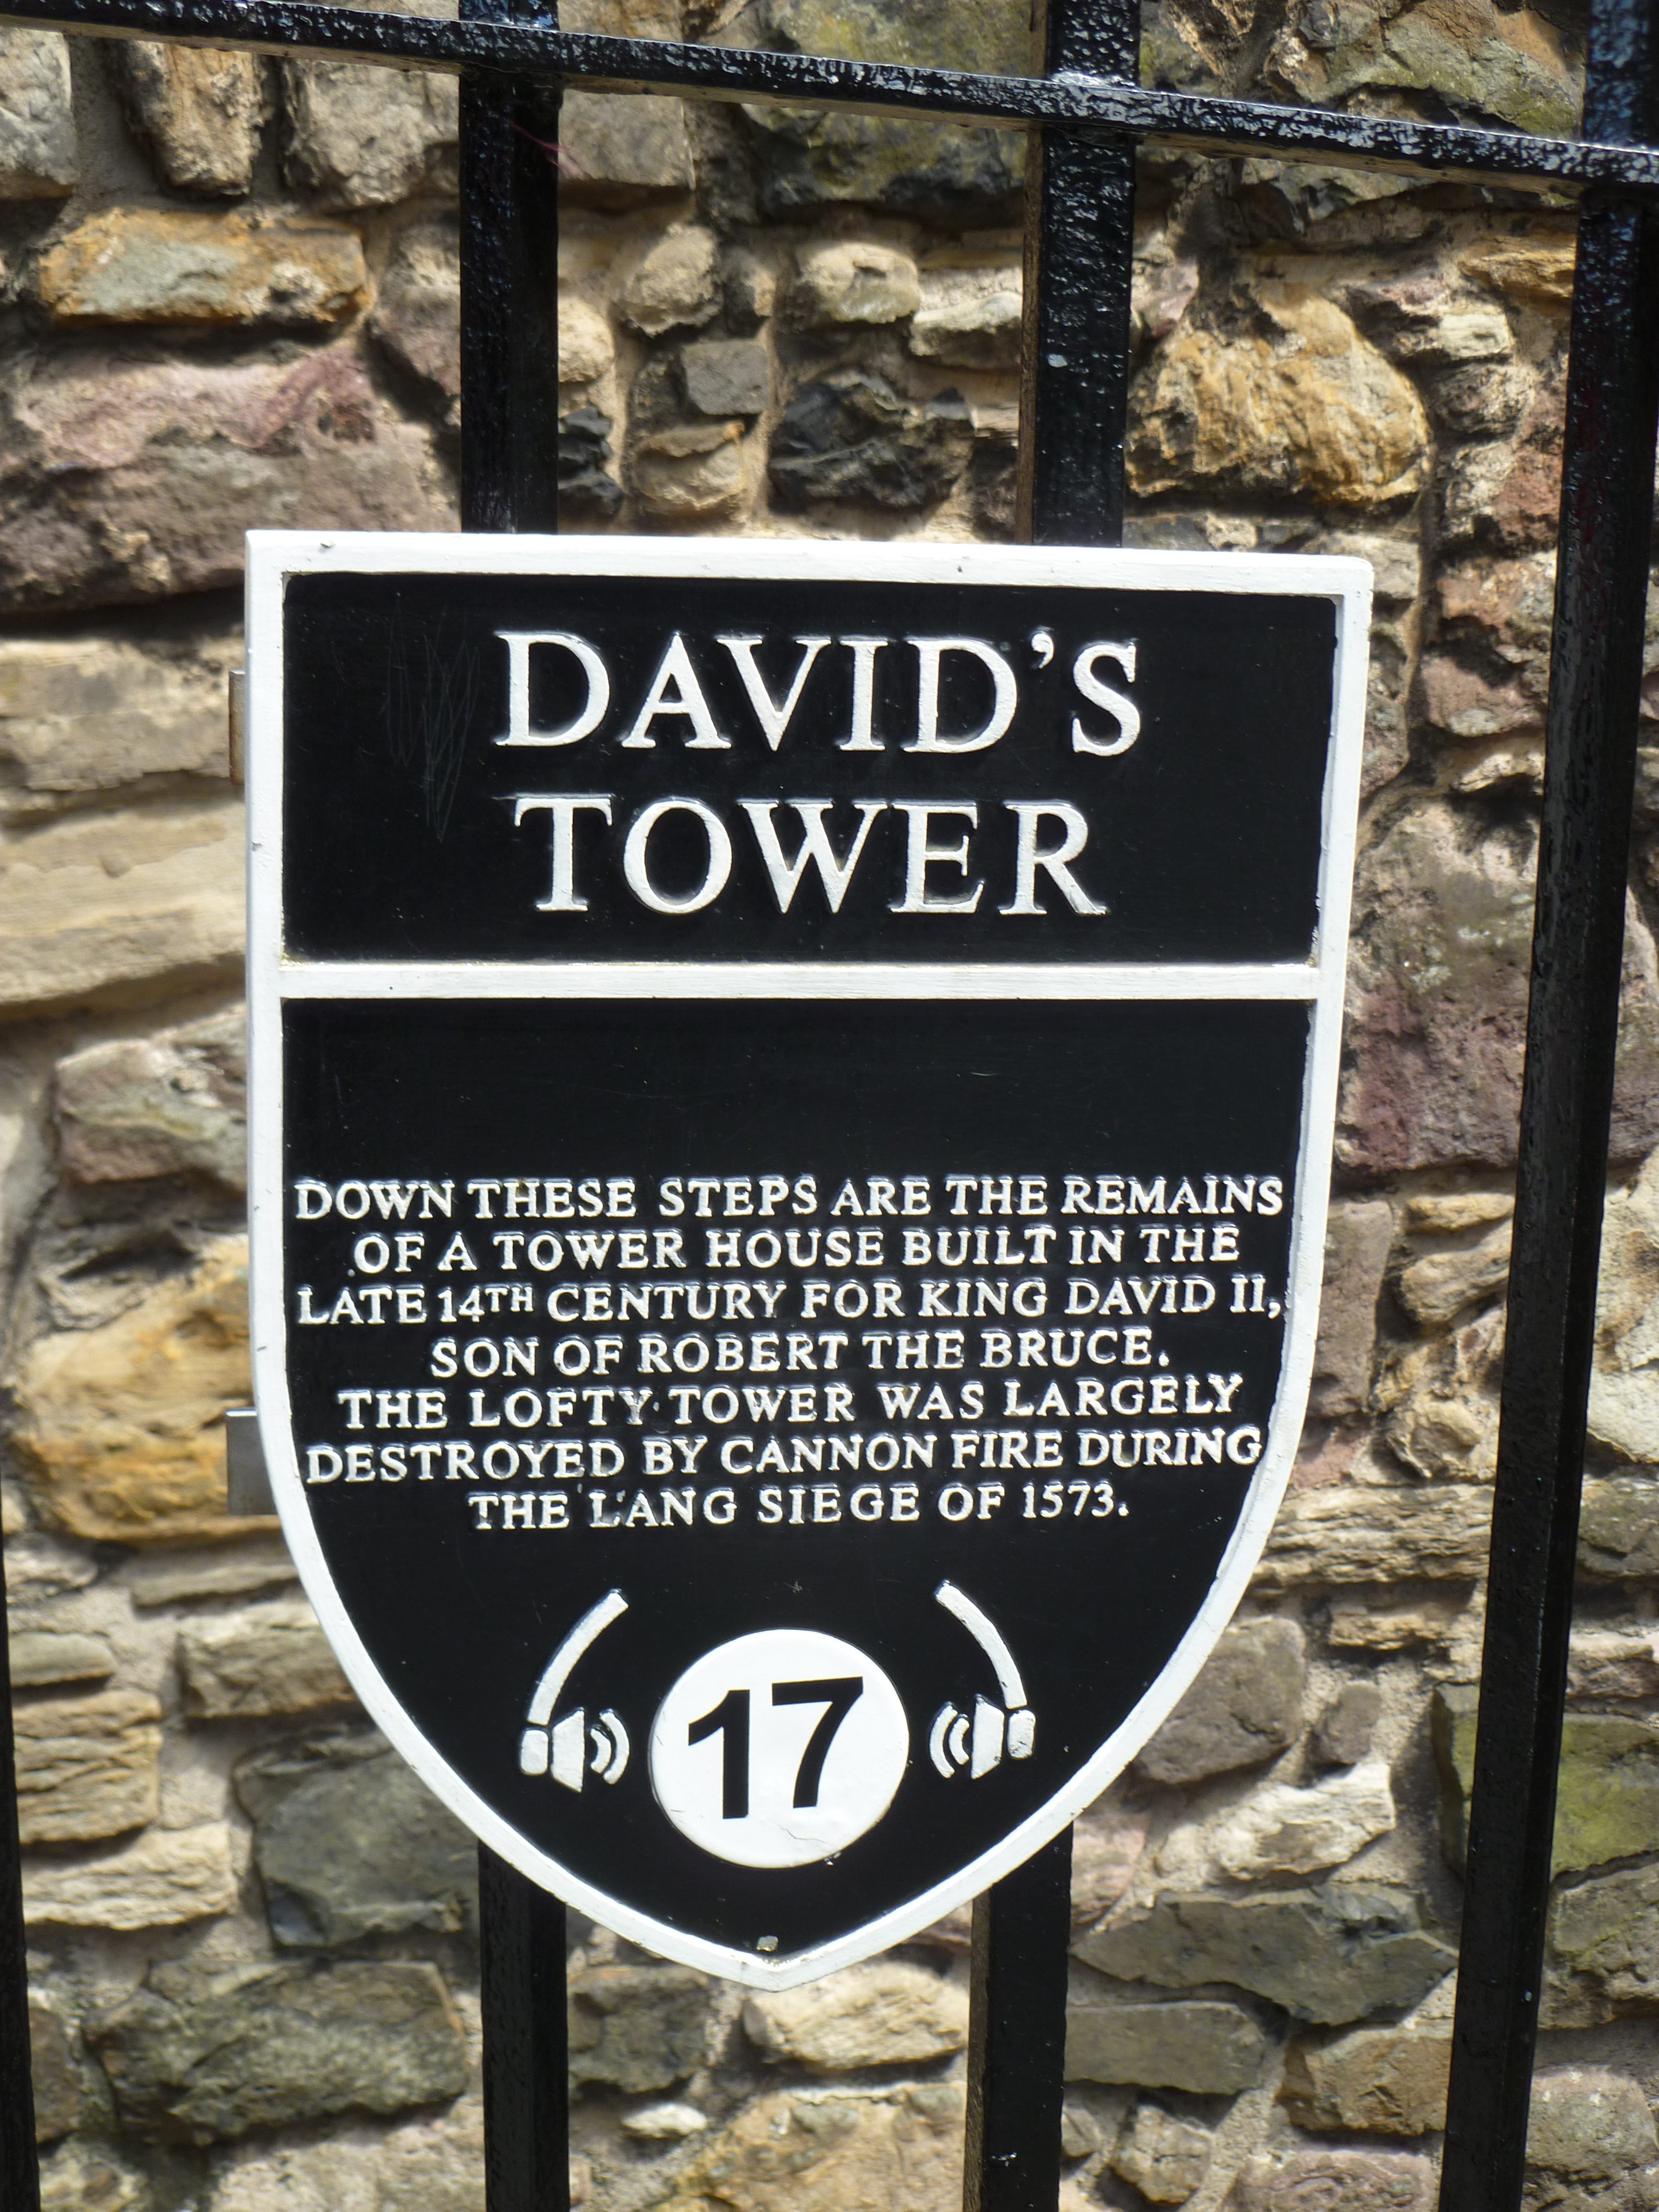 DAVID'S
TOWER
DOWN THESE STEPS ARE THE REMAINS
OF A TOWER HOUSE BUILT IN THE
LATE 14TH CENTURY FOR KING DAVID II,
SON OF ROBERT THE BRUCE.
THE LOFTY TOWER WAS LARGELY
DESTROYED BY CANNON FIRE DURING
THE LANG SIEGE OF 1573.
17